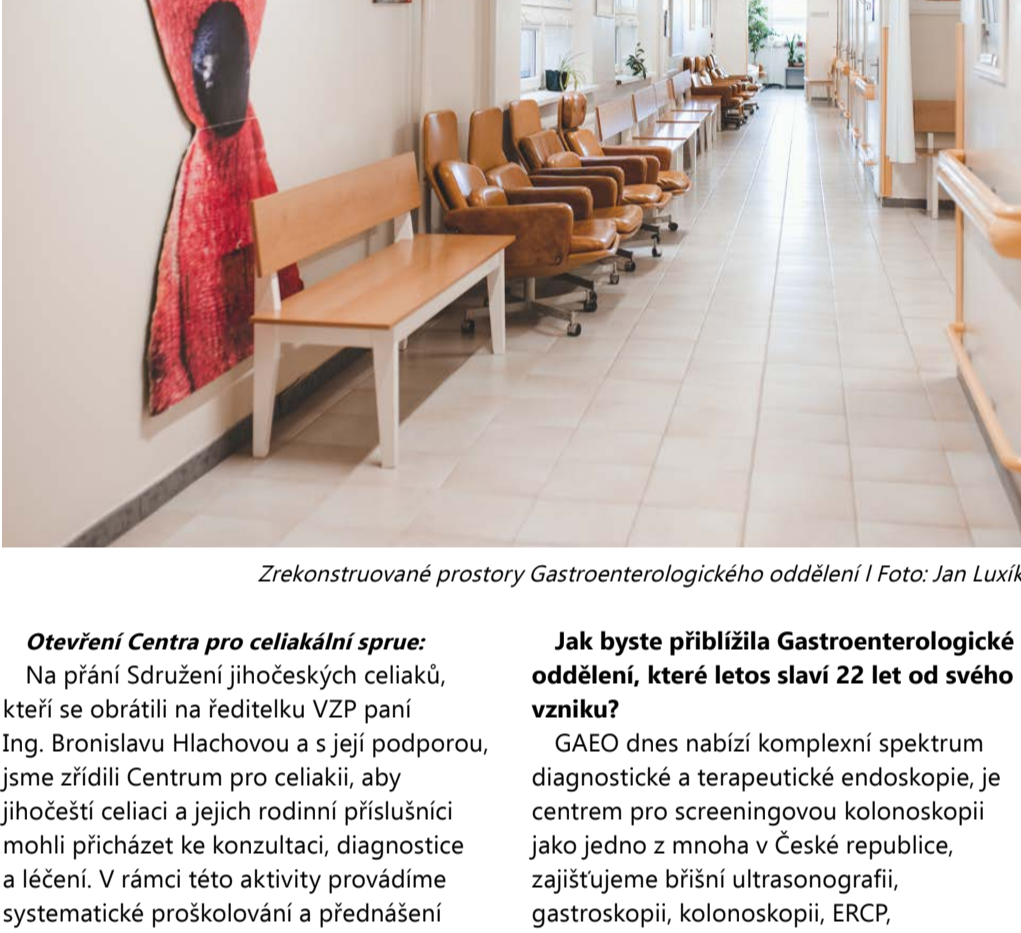 Zrekonstruované prostory Gastroenterologického oddělení l Foto: Jan Luxík
Otevření Centra pro celiakální sprue:
Na přání Sdružení jihočeských celiaků,
kteří se obrátili na ředitelku VZP paní
Ing. Bronislavu Hlachovou a s její podporou,
jsme zřídili Centrum pro celiakii, aby
jihočeští celiaci a jejich rodinní příslušníci
mohli přicházet ke konzultaci, diagnostice
a léčení. V rámci této aktivity provádíme
systematické proškolování a přednášení
Jak byste přiblížila Gastroenterologické
oddělení, které letos slaví 22 let od svého
vzniku?
GAEO dnes nabízí komplexní spektrum
diagnostické a terapeutické endoskopie, je
centrem pro screeningovou kolonoskopii
jako jedno z mnoha v České republice,
zajišťujeme břišní ultrasonografii,
gastroskopii, kolonoskopii, ERCP,